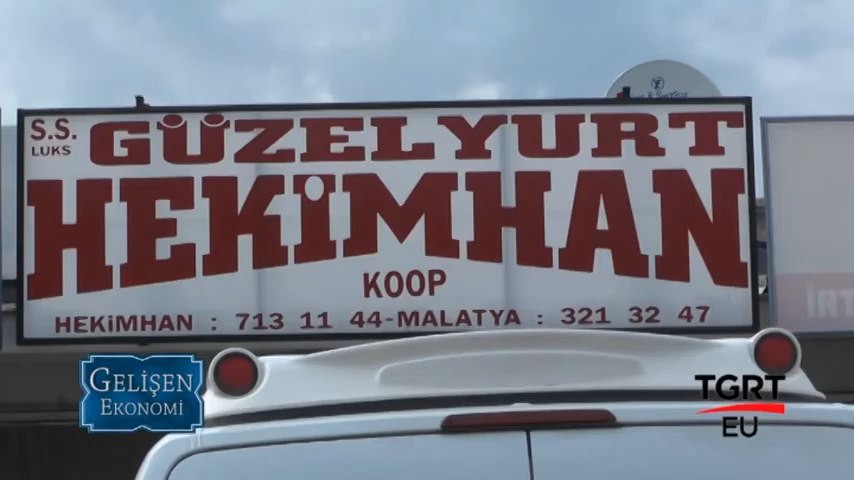 S.S.
LUKS
GÜZELYURT
HEKİMHAN
KOOP
HEKİMHAN : 713 11 44-MALATYA : 321 32 47
İRT
GELİŞEN
EKONOMİ
TGRT
EU